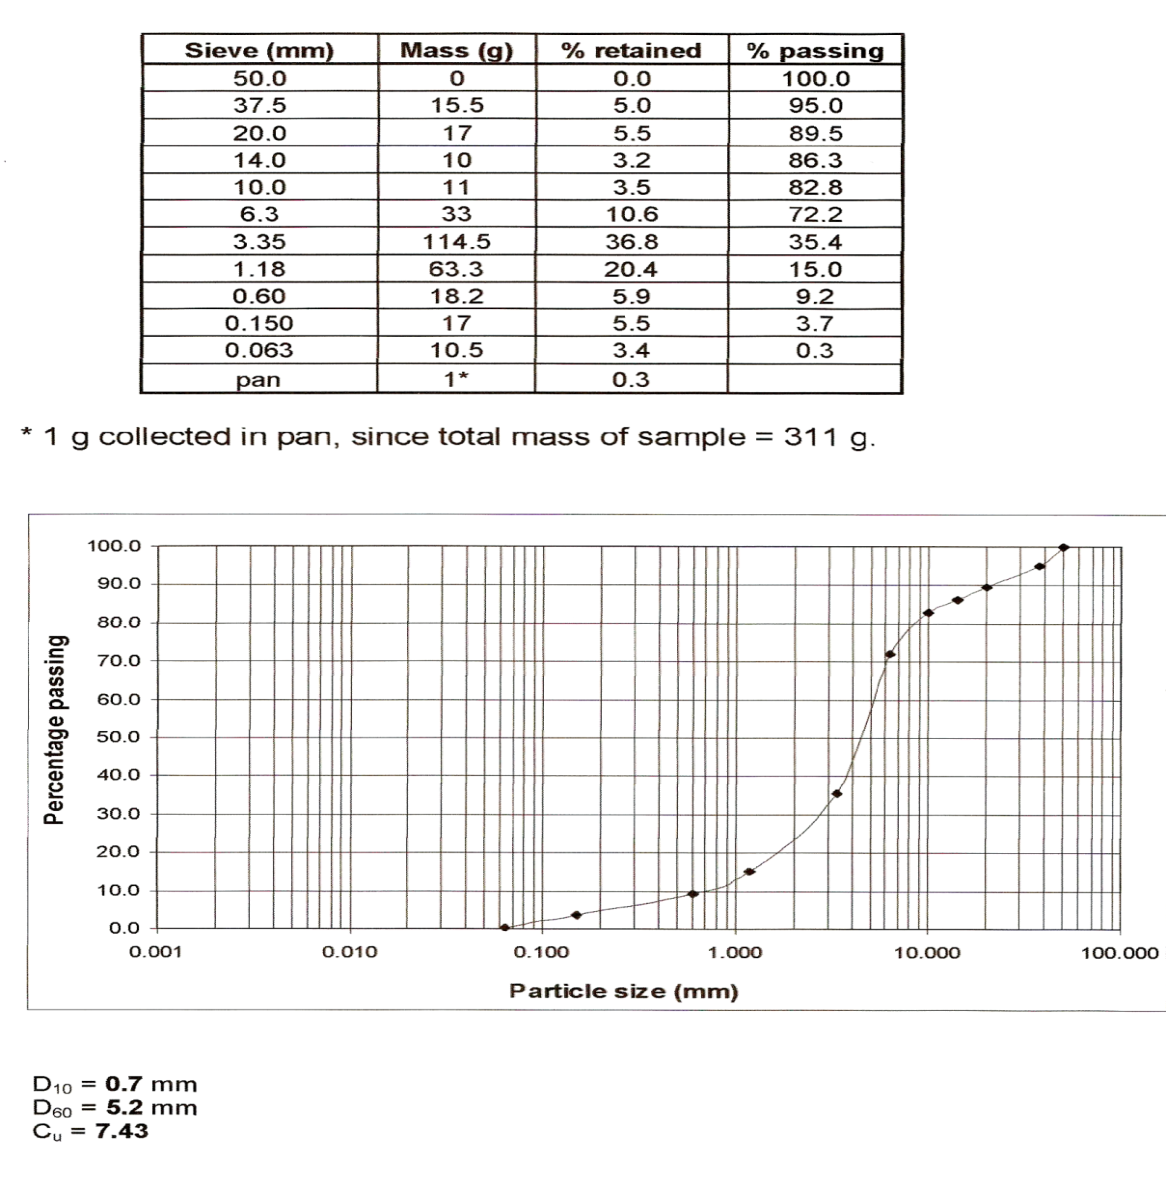 Sieve (mm) Mass (g) % retained % passing
50.0 0 0.0 100.0
37.5 15.5 5.0 95.0
20.0 17 5.5 89.5
14.0 10 3.2 86.3
10.0 11 3.5 82.8
6.3 33 10.6 72.2
3.35 114.5 36.8 35.4
1.18 63.3 20.4 15.0
0.60 18.2 5.9 9.2
0.150 17 5.5 3.7
0.063 10.5 3.4 0.3
pan 1* 0.3
* 1 g collected in pan, since total mass of sample = 311 g.
Percentage passing
100.0
90.0
80.0
70.0
60.0
50.0
40.0
30.0
20.0
10.0
0.0
0.001 0.010 0.100 1.000 10.000 100.000
Particle size (mm)
D10 = 0.7 mm
D60 = 5.2 mm
Cu = 7.43